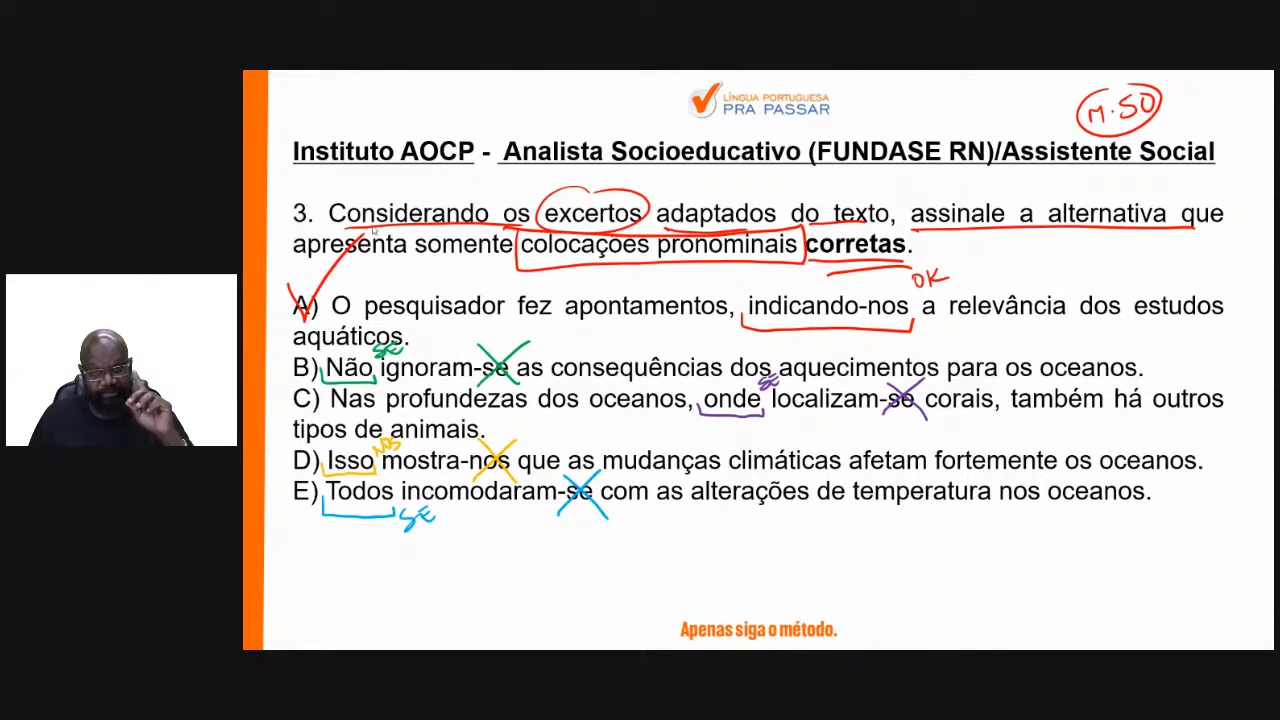 LÍNGUA PORTUGUESA
PRA PASSAR
M.50
Instituto AOCP - Analista Socioeducativo (FUNDASE RN)/Assistente Social
3. Considerando os excertos adaptados do texto, assinale a alternativa que
apresenta somente colocações pronominais corretas.
OK
A) O pesquisador fez apontamentos, indicando-nos a relevância dos estudos
aquáticos.
SE
B) Não ignoram-se as consequências dos aquecimentos para os oceanos.
SE
C) Nas profundezas dos oceanos, onde localizam-se corais, também há outros
tipos de animais.
NOS
D) Isso mostra-nos que as mudanças climáticas afetam fortemente os oceanos.
E) Todos incomodaram-se com as alterações de temperatura nos oceanos.
SE
Apenas siga o método.